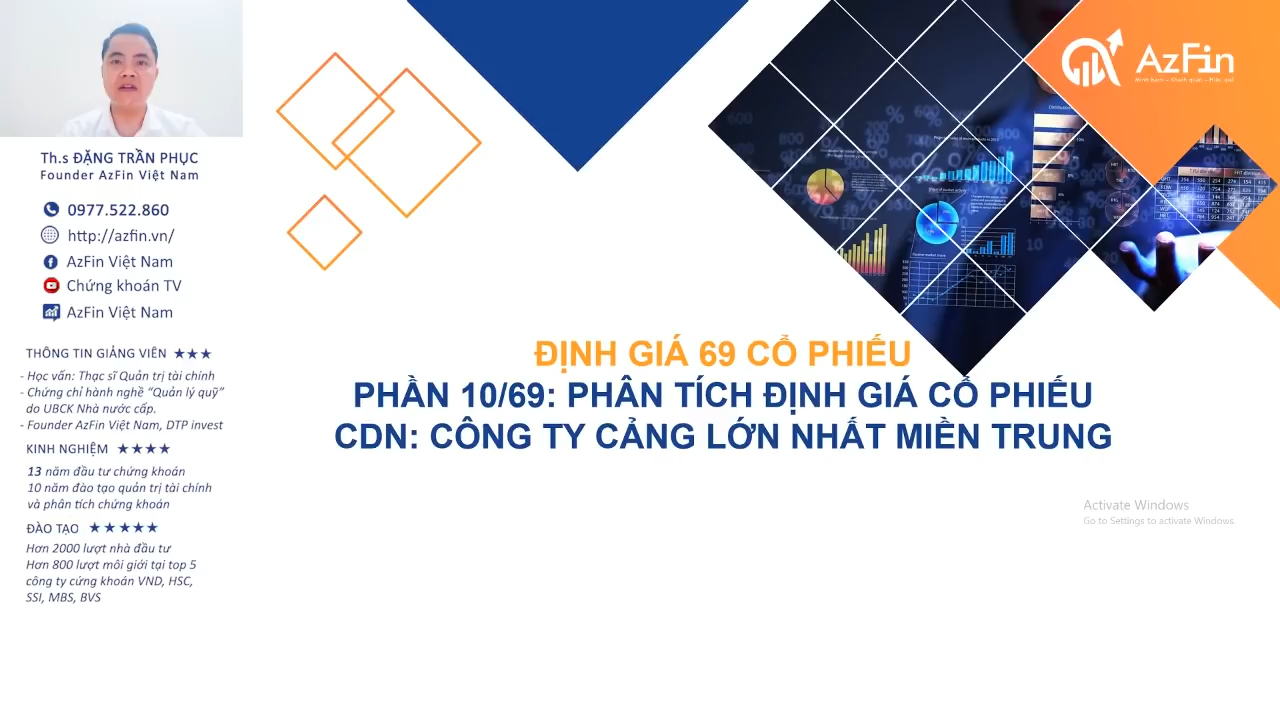 AzFin
Minh bạch – Khách quan – Hiệu quả
Th.s ĐẶNG TRẦN PHỤC
Founder AzFin Việt Nam
0977.522.860
http://azfin.vn/
AzFin Việt Nam
Chứng khoán TV
AzFin Việt Nam
THÔNG TIN GIẢNG VIÊN ★★★
- Học vấn: Thạc sĩ Quản trị tài chính
- Chứng chỉ hành nghề “Quản lý quỹ”
do UBCK Nhà nước cấp.
- Founder AzFin Việt Nam, DTP invest
KINH NGHIỆM ★★★★
13 năm đầu tư chứng khoán
10 năm đào tạo quản trị tài chính
và phân tích chứng khoán
ĐÀO TẠO ★★★★★
Hơn 2000 lượt nhà đầu tư
Hơn 800 lượt môi giới tại top 5
công ty cứng khoán VND, HSC,
SSI, MBS, BVS
ĐỊNH GIÁ 69 CỔ PHIẾU
PHẦN 10/69: PHÂN TÍCH ĐỊNH GIÁ CỔ PHIẾU
CDN: CÔNG TY CẢNG LỚN NHẤT MIỀN TRUNG
Activate Windows
Go to Settings to activate Windows.